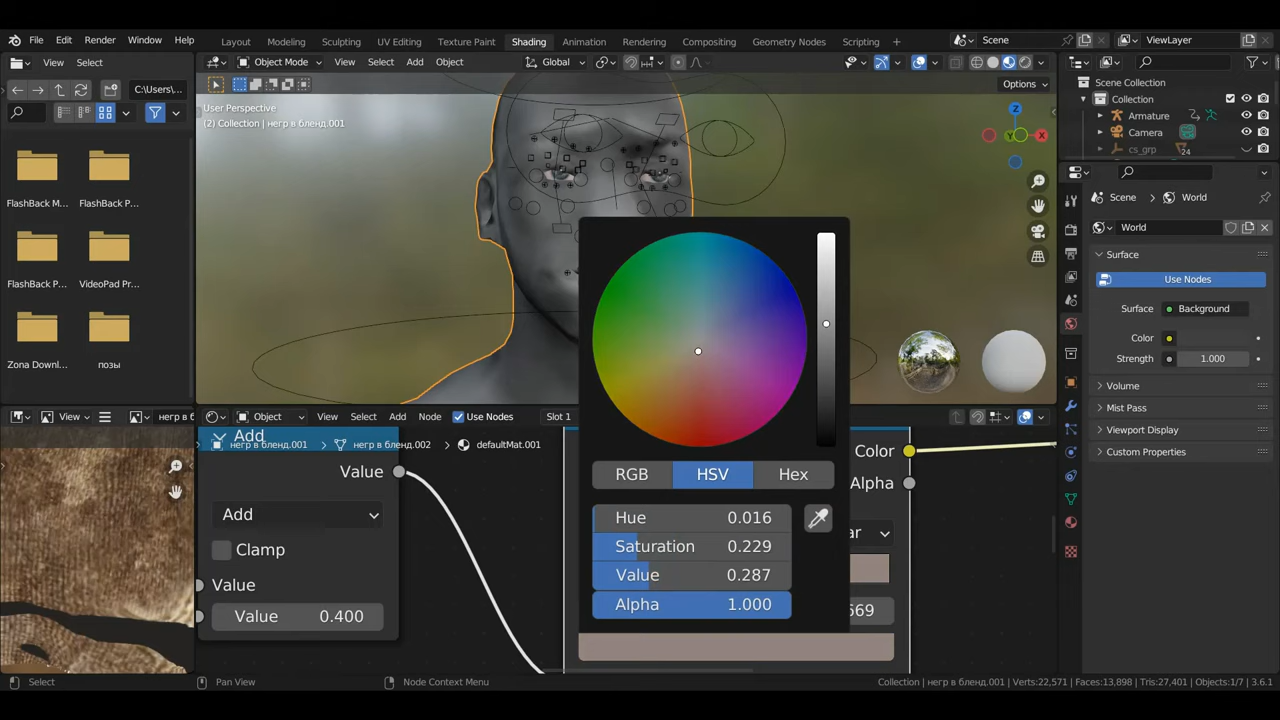 File Edit Render Window Help
Layout Modeling Sculpting UV Editing Texture Paint Shading Animation Rendering Compositing Geometry Nodes Scripting
Scene
ViewLayer
View Select
Object Mode View Select Add Object
Global
C:\Users\...
Options
User Perspective
(2) Collection | негр в бленд.001
FlashBack M...
FlashBack P...
FlashBack P...
VideoPad Pr...
Zona Downl...
позы
X
Y
Z
Scene Collection
Collection
Armature
Camera
cs_grp
24
Scene
World
World
Surface
Use Nodes
Surface
Background
Color
Strength
1.000
Volume
Mist Pass
Viewport Display
Custom Properties
View
негр в б
Object View Select Add Node Use Nodes Slot 1
негр в бленд.001 негр в бленд.002 defaultMat.001
Add
Value
Add
Clamp
Value
Value 0.400
RGB HSV Hex
Hue 0.016
Saturation 0.229
Value 0.287
Alpha 1.000
Color
Alpha
ar
569
Select
Pan View
Node Context Menu
Collection | негр в бленд.001 | Verts:22,571 | Faces:13,898 | Tris:27,401 | Objects:1/7 | 3.6.1